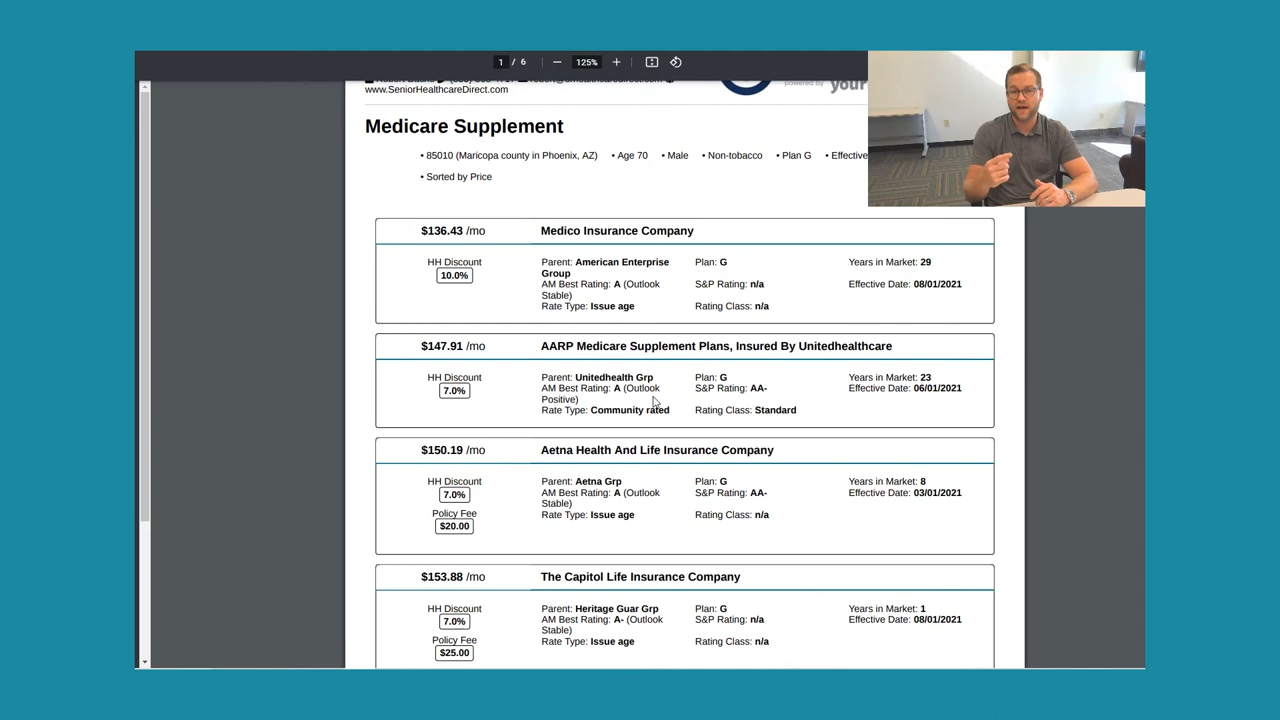 1 / 6 — 125% +
www.SeniorHealthcareDirect.com
powered by your
Medicare Supplement
• 85010 (Maricopa county in Phoenix, AZ) • Age 70 • Male • Non-tobacco • Plan G • Effective
• Sorted by Price
$136.43 /mo Medico Insurance Company
HH Discount Parent: American Enterprise Plan: G Years in Market: 29
10.0% Group
AM Best Rating: A (Outlook S&P Rating: n/a Effective Date: 08/01/2021
Stable)
Rate Type: Issue age Rating Class: n/a
$147.91 /mo AARP Medicare Supplement Plans, Insured By Unitedhealthcare
HH Discount Parent: Unitedhealth Grp Plan: G Years in Market: 23
7.0% AM Best Rating: A (Outlook S&P Rating: AA- Effective Date: 06/01/2021
Positive)
Rate Type: Community rated Rating Class: Standard
$150.19 /mo Aetna Health And Life Insurance Company
HH Discount Parent: Aetna Grp Plan: G Years in Market: 8
7.0% AM Best Rating: A (Outlook S&P Rating: AA- Effective Date: 03/01/2021
Stable)
Policy Fee Rate Type: Issue age Rating Class: n/a
$20.00
$153.88 /mo The Capitol Life Insurance Company
HH Discount Parent: Heritage Guar Grp Plan: G Years in Market: 1
7.0% AM Best Rating: A- (Outlook S&P Rating: n/a Effective Date: 08/01/2021
Stable)
Policy Fee Rate Type: Issue age Rating Class: n/a
$25.00